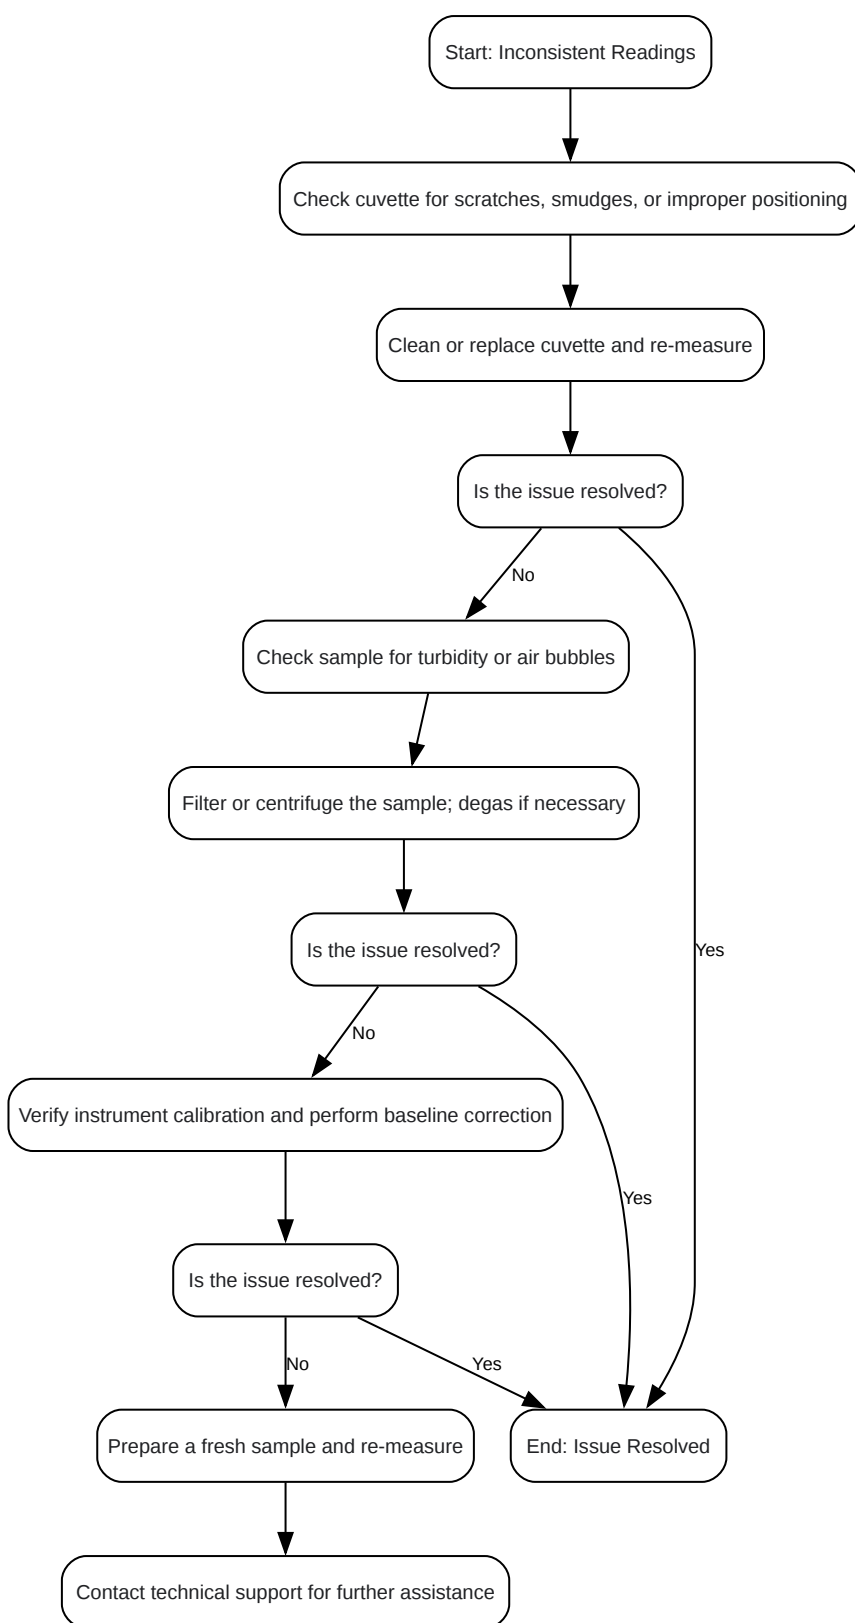 Start: Inconsistent Readings
Check cuvette for scratches, smudges, or improper positioning
Clean or replace cuvette and re-measure
Is the issue resolved?
No
Check sample for turbidity or air bubbles
Filter or centrifuge the sample; degas if necessary
Is the issue resolved?
Yes
No
Verify instrument calibration and perform baseline correction
Yes
Is the issue resolved?
No
Yes
Prepare a fresh sample and re-measure
End: Issue Resolved
Contact technical support for further assistance